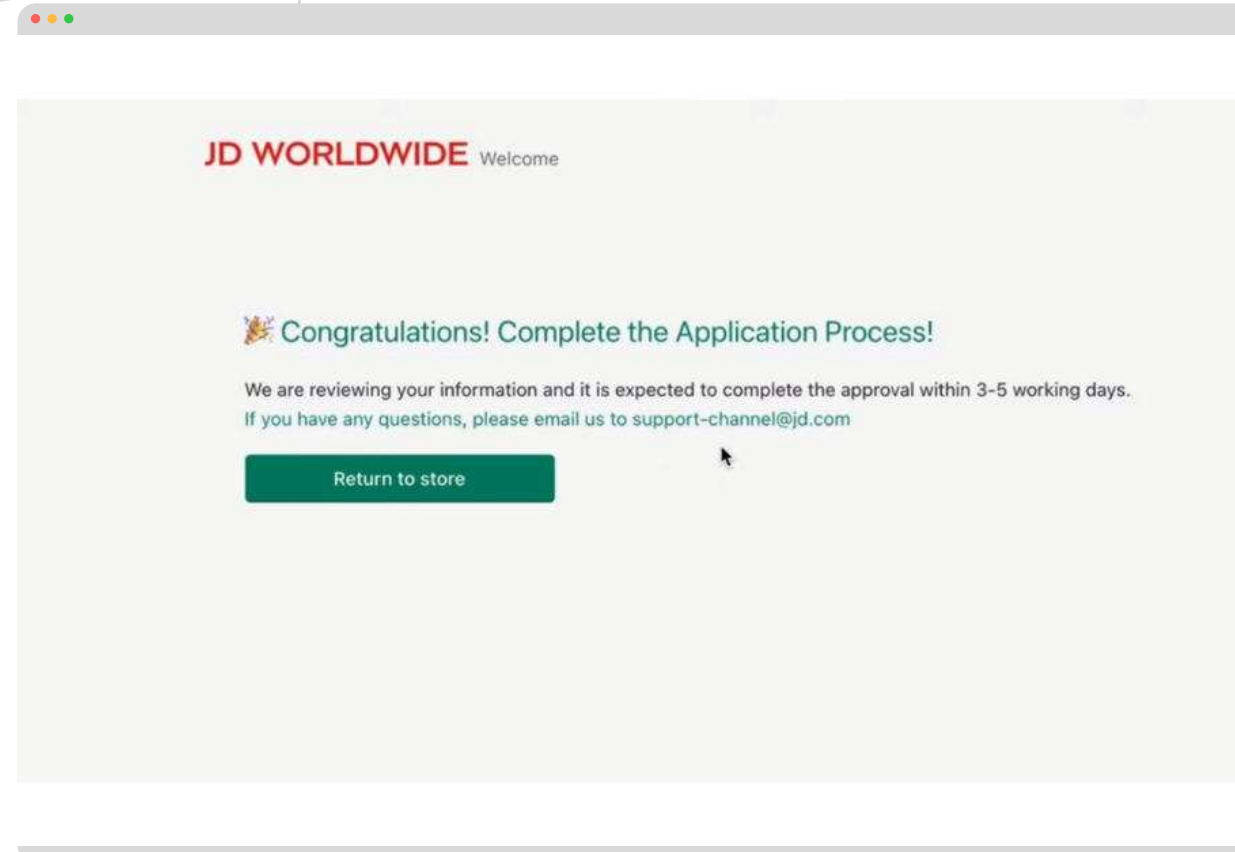 JD WORLDWIDE Welcome
Congratulations! Complete the Application Process!
We are reviewing your information and it is expected to complete the approval within 3-5 working days.
If you have any questions, please email us to support-channel@jd.com
Return to store